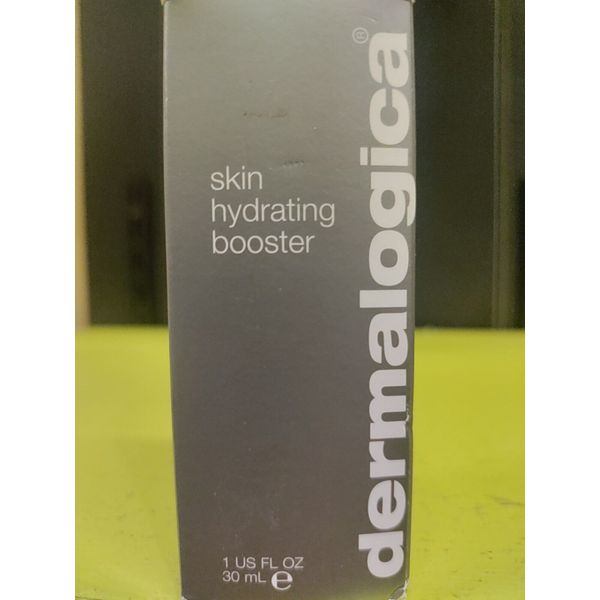 skin
hydrating
booster
dermalogica®
1 US FL OZ
30 mL ℮